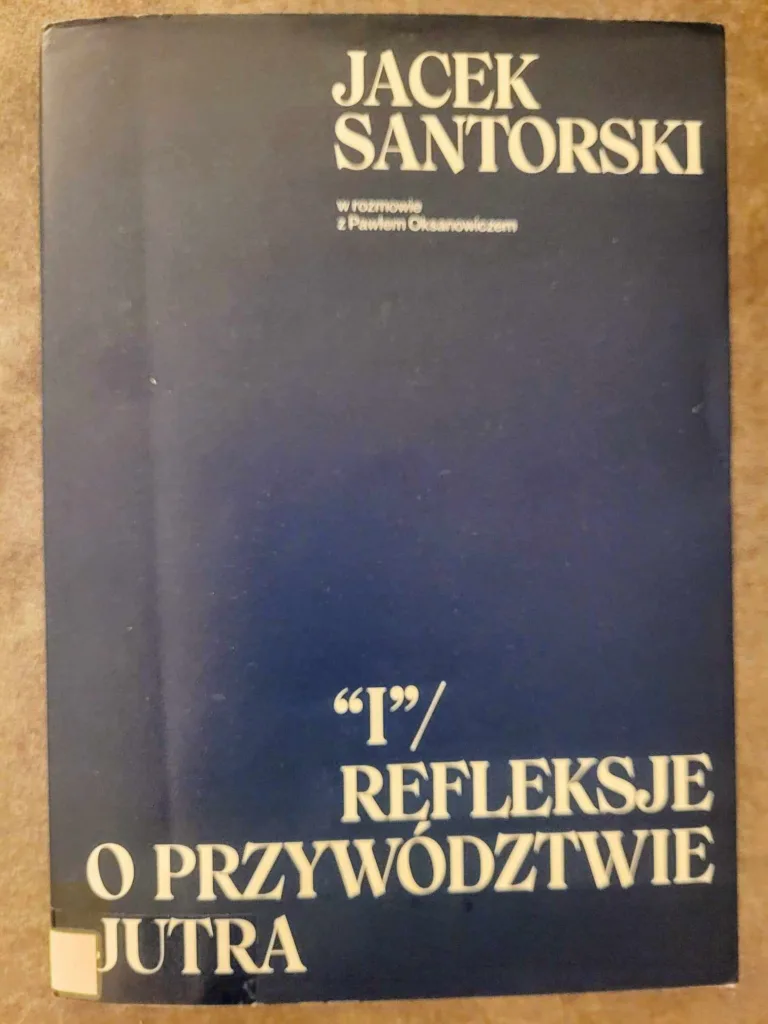 JACEK
SANTORSKI
w rozmowie
z Pawłem Oksanowiczem
“I”/
REFLEKSJE
O PRZYWÓDZTWIE
JUTRA